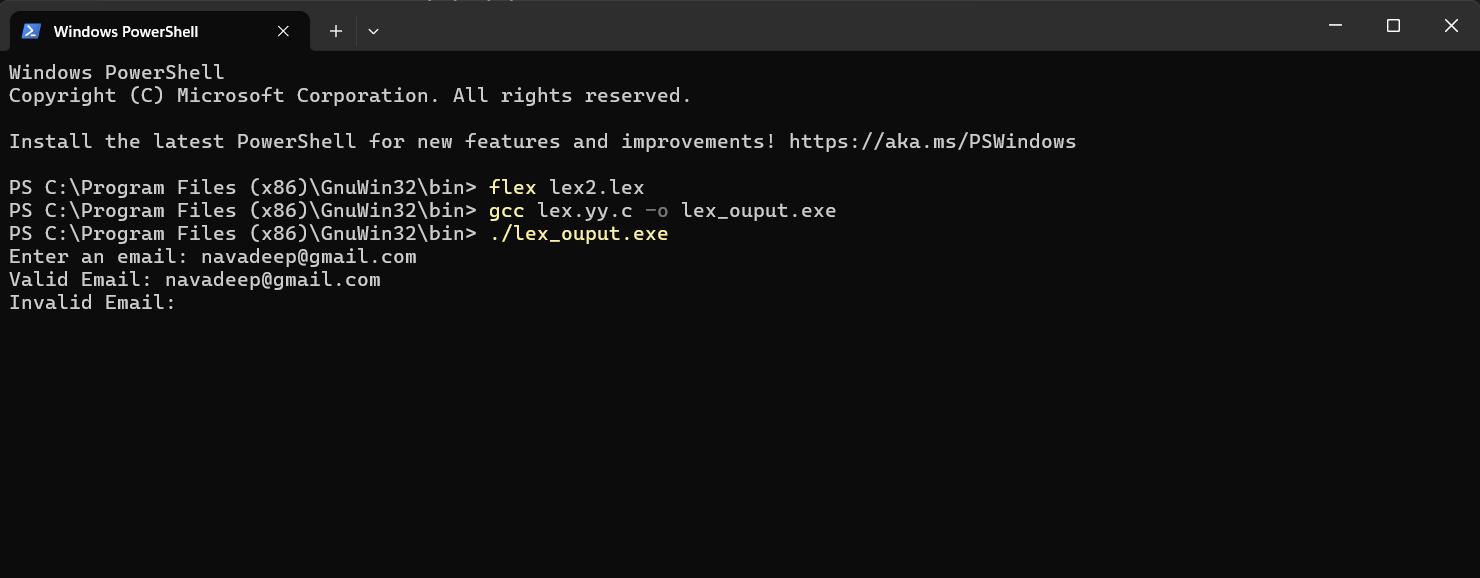 Windows PowerShell
Windows PowerShell
Copyright (C) Microsoft Corporation. All rights reserved.
Install the latest PowerShell for new features and improvements! https://aka.ms/PSWindows
PS C:\Program Files (x86)\GnuWin32\bin> flex lex2.lex
PS C:\Program Files (x86)\GnuWin32\bin> gcc lex.yy.c -o lex_ouput.exe
PS C:\Program Files (x86)\GnuWin32\bin> ./lex_ouput.exe
Enter an email: navadeep@gmail.com
Valid Email: navadeep@gmail.com
Invalid Email: